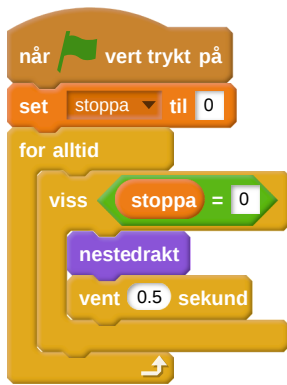 når vert trykt på
set stoppa til 0
for alltid
viss stoppa = 0
nestedrakt
vent 0.5 sekund